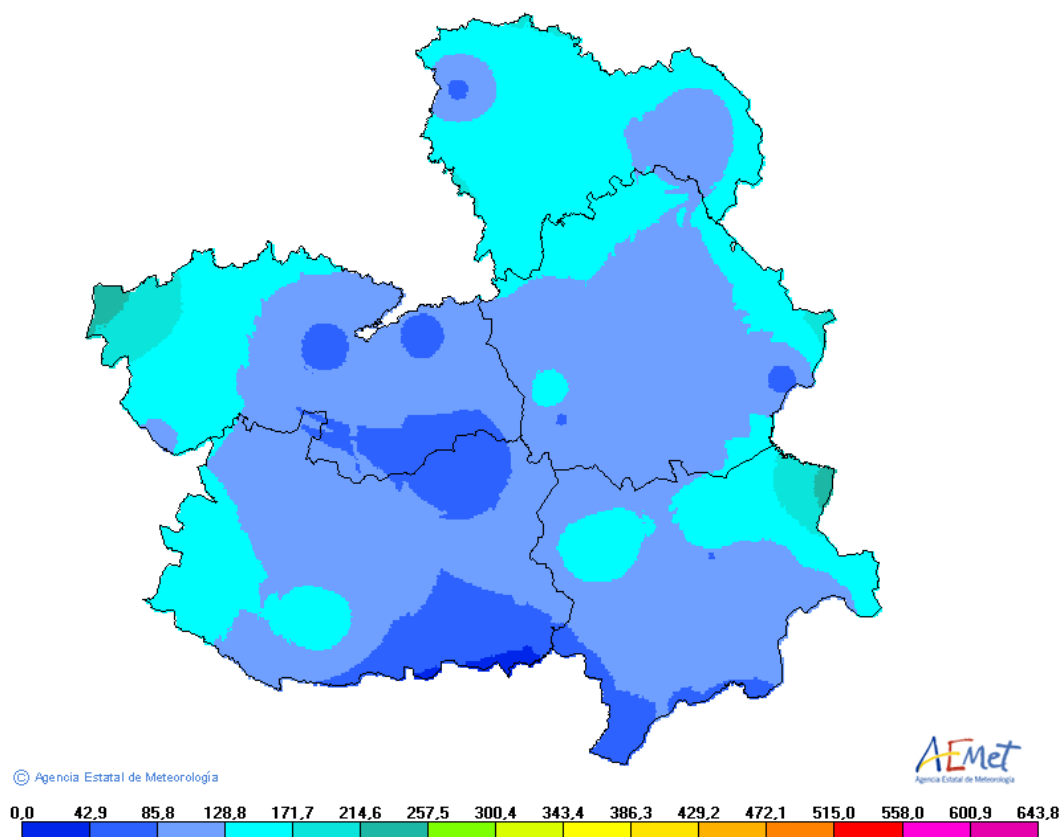 AEMet
Agencia Estatal de Meteorología
© Agencia Estatal de Meteorología
0,0 42,9 85,8 128,8 171,7 214,6 257,5 300,4 343,4 386,3 429,2 472,1 515,0 558,0 600,9 643,8